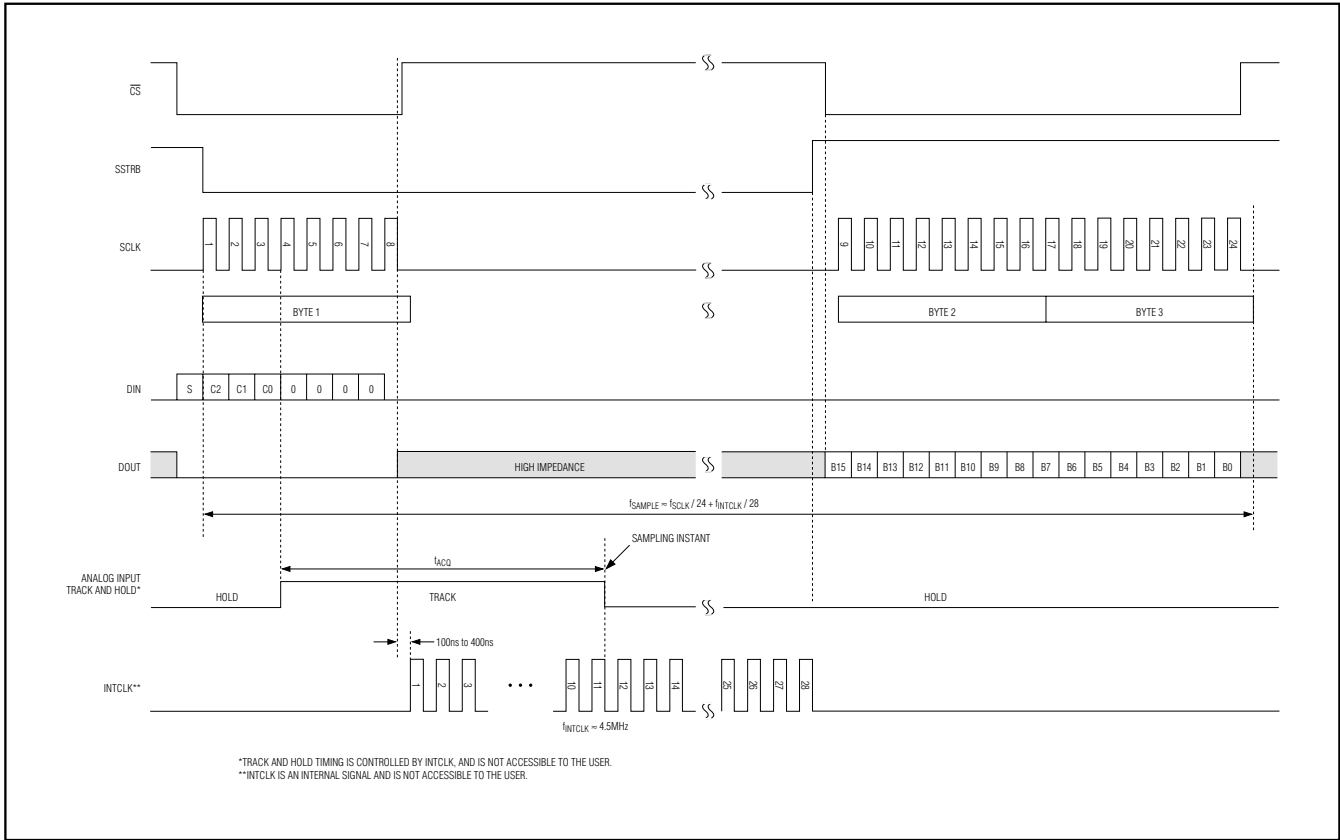 CS
SSTRB
SCLK
1 2 3 4 5 6 7 8 9 10 11 12 13 14 15 16 17 18 19 20 21 22 23 24
BYTE 1 BYTE 2 BYTE 3
DIN S C2 C1 C0 0 0 0 0
DOUT HIGH IMPEDANCE B15 B14 B13 B12 B11 B10 B9 B8 B7 B6 B5 B4 B3 B2 B1 B0
fSAMPLE ≈ fSCLK / 24 + fINTCLK / 28
SAMPLING INSTANT
tACQ
ANALOG INPUT
TRACK AND HOLD*
HOLD TRACK HOLD
100ns to 400ns
INTCLK**
1 2 3 • • • 10 11 12 13 14 25 26 27 28
fINTCLK ≈ 4.5MHz
*TRACK AND HOLD TIMING IS CONTROLLED BY INTCLK, AND IS NOT ACCESSIBLE TO THE USER.
**INTCLK IS AN INTERNAL SIGNAL AND IS NOT ACCESSIBLE TO THE USER.